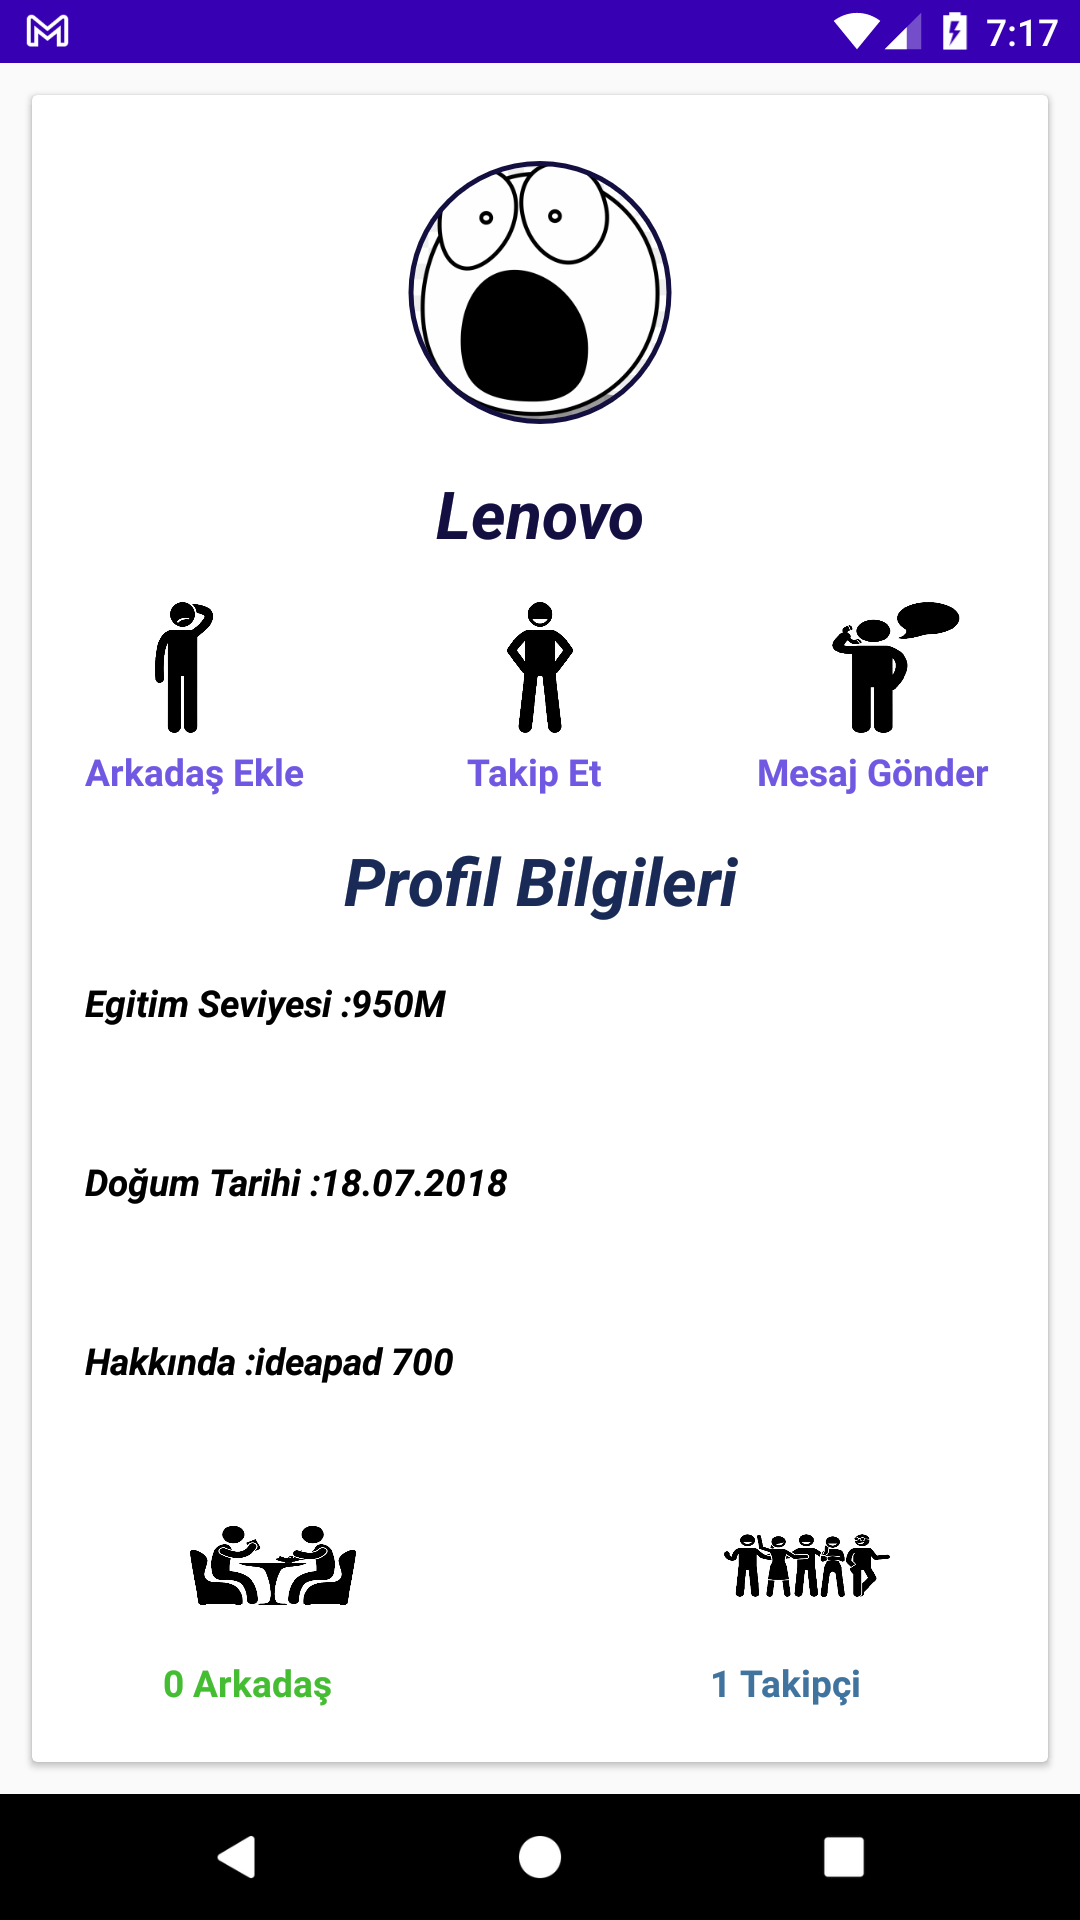 7:17
Lenovo
Arkadaş Ekle Takip Et Mesaj Gönder
Profil Bilgileri
Egitim Seviyesi :950M
Doğum Tarihi :18.07.2018
Hakkında :ideapad 700
0 Arkadaş 1 Takipçi